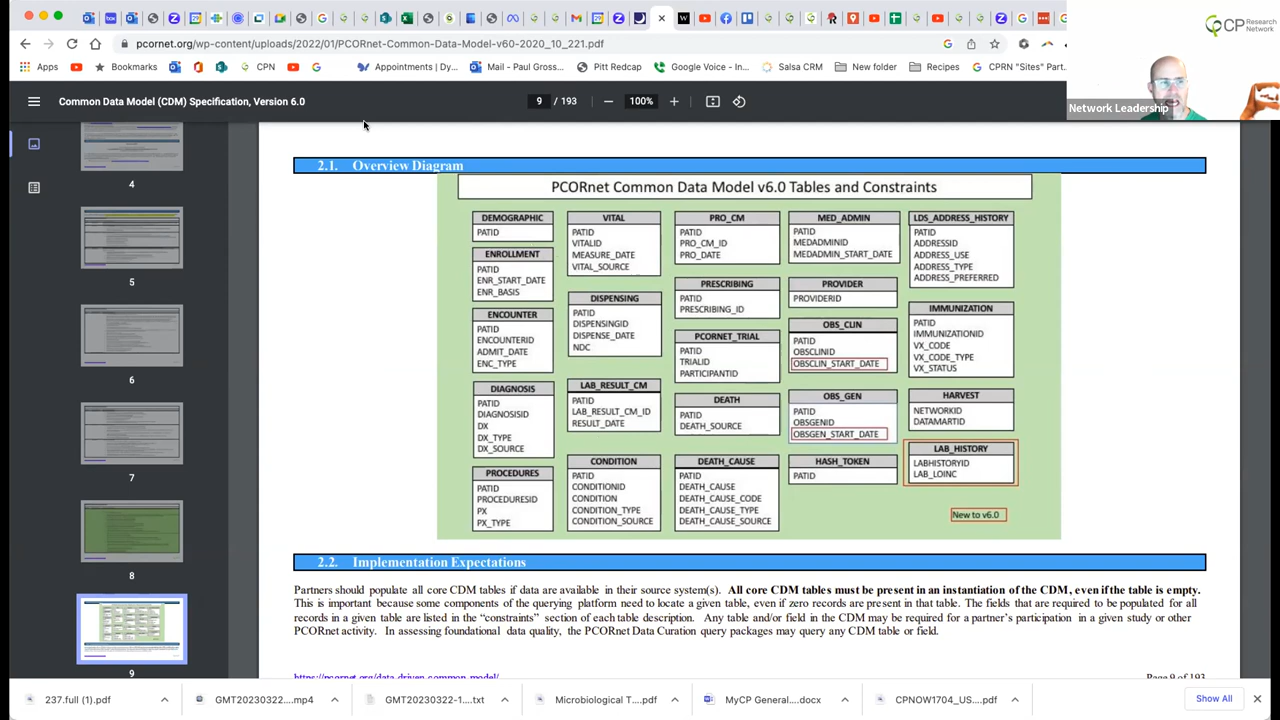 pcornet.org/wp-content/uploads/2022/01/PCORNet-Common-Data-Model-v60-2020_10_221.pdf
Apps
Bookmarks
CPN
Appointments | Dy...
Mail - Paul Gross...
Pitt Redcap
Google Voice - In...
Salsa CRM
New folder
Recipes
CPRN "Sites" Part...
CP Research
Network
Network Leadership
Common Data Model (CDM) Specification, Version 6.0
9 / 193
100%
4
5
6
7
8
9
2.1. Overview Diagram
PCORnet Common Data Model v6.0 Tables and Constraints
DEMOGRAPHIC
PATID
ENROLLMENT
PATID
ENR_START_DATE
ENR_BASIS
ENCOUNTER
PATID
ENCOUNTERID
ADMIT_DATE
ENC_TYPE
DIAGNOSIS
PATID
DIAGNOSISID
DX
DX_TYPE
DX_SOURCE
PROCEDURES
PATID
PROCEDURESID
PX
PX_TYPE
VITAL
PATID
VITALID
MEASURE_DATE
VITAL_SOURCE
DISPENSING
PATID
DISPENSINGID
DISPENSE_DATE
NDC
LAB_RESULT_CM
PATID
LAB_RESULT_CM_ID
RESULT_DATE
CONDITION
PATID
CONDITIONID
CONDITION
CONDITION_TYPE
CONDITION_SOURCE
PRO_CM
PATID
PRO_CM_ID
PRO_DATE
PRESCRIBING
PATID
PRESCRIBING_ID
PCORNET_TRIAL
PATID
TRIALID
PARTICIPANTID
DEATH
PATID
DEATH_SOURCE
DEATH_CAUSE
PATID
DEATH_CAUSE
DEATH_CAUSE_CODE
DEATH_CAUSE_TYPE
DEATH_CAUSE_SOURCE
MED_ADMIN
PATID
MEDADMINID
MEDADMIN_START_DATE
PROVIDER
PROVIDERID
OBS_CLIN
PATID
OBSCLINID
OBSCLIN_START_DATE
OBS_GEN
PATID
OBSGENID
OBSGEN_START_DATE
HASH_TOKEN
PATID
LDS_ADDRESS_HISTORY
PATID
ADDRESSID
ADDRESS_USE
ADDRESS_TYPE
ADDRESS_PREFERRED
IMMUNIZATION
PATID
IMMUNIZATIONID
VX_CODE
VX_CODE_TYPE
VX_STATUS
HARVEST
NETWORKID
DATAMARTID
LAB_HISTORY
LABHISTORYID
LAB_LOINC
New to v6.0
2.2. Implementation Expectations
Partners should populate all core CDM tables if data are available in their source system(s). All core CDM tables must be present in an instantiation of the CDM, even if the table is empty.
This is important because some components of the querying platform need to locate a given table, even if zero records are present in that table. The fields that are required to be populated for all
records in a given table are listed in the “constraints” section of each table description. Any table and/or field in the CDM may be required for a partner’s participation in a given study or other
PCORnet activity. In assessing foundational data quality, the PCORnet Data Curation query packages may query any CDM table or field.
https://pcornet.org/data-driven-common-model/
Page 9 of 193
237.full (1).pdf
GMT20230322....mp4
GMT20230322-1....txt
Microbiological T....pdf
MyCP General....docx
CPNOW1704_US....pdf
Show All